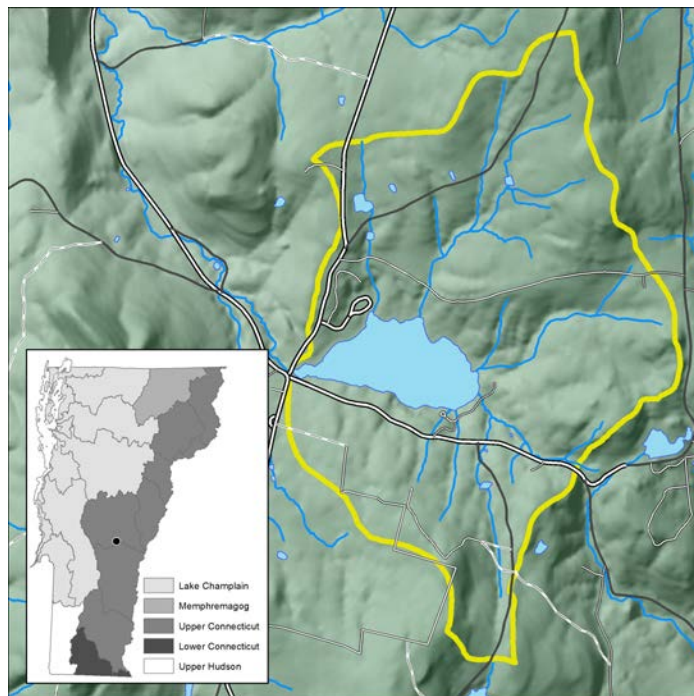 Lake Champlain
Memphremagog
Upper Connecticut
Lower Connecticut
Upper Hudson